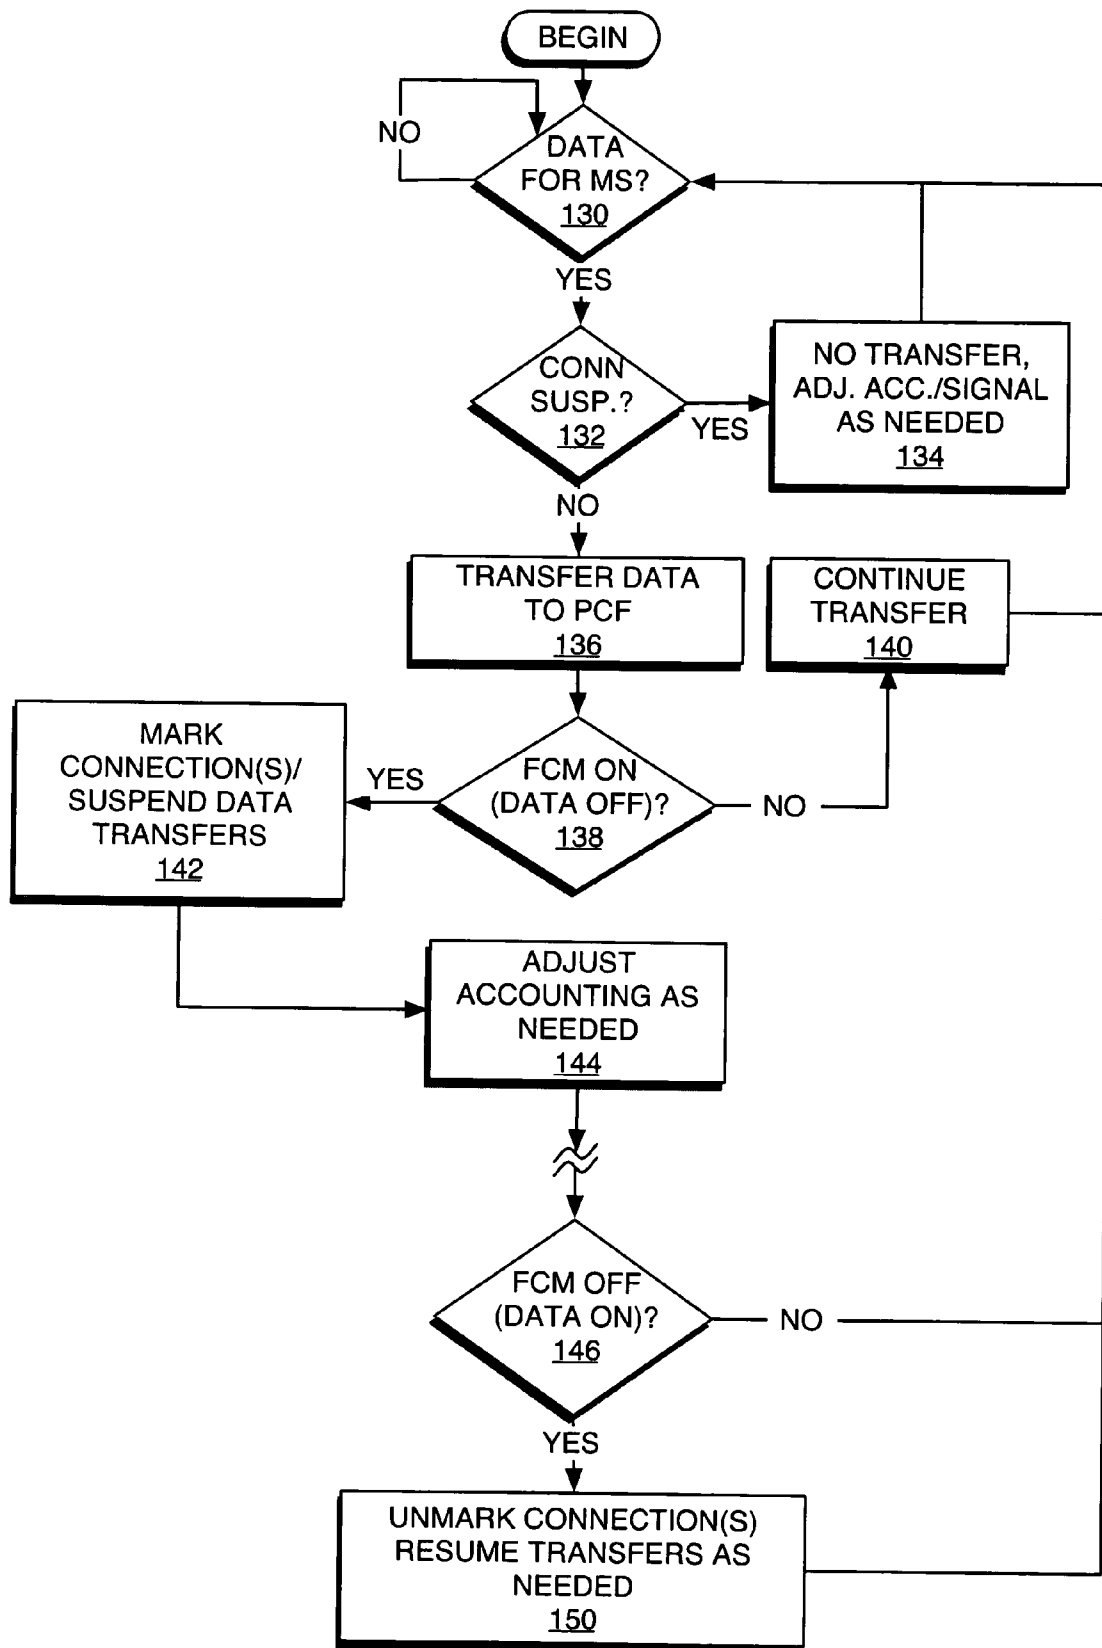 BEGIN
NO
DATA
FOR MS?
130
YES
CONN
SUSP.?
132
YES
NO TRANSFER,
ADJ. ACC./SIGNAL
AS NEEDED
134
NO
TRANSFER DATA
TO PCF
136
CONTINUE
TRANSFER
140
MARK
CONNECTION(S)/
SUSPEND DATA
TRANSFERS
142
YES
FCM ON
(DATA OFF)?
138
NO
ADJUST
ACCOUNTING AS
NEEDED
144
FCM OFF
(DATA ON)?
146
NO
YES
UNMARK CONNECTION(S)
RESUME TRANSFERS AS
NEEDED
150